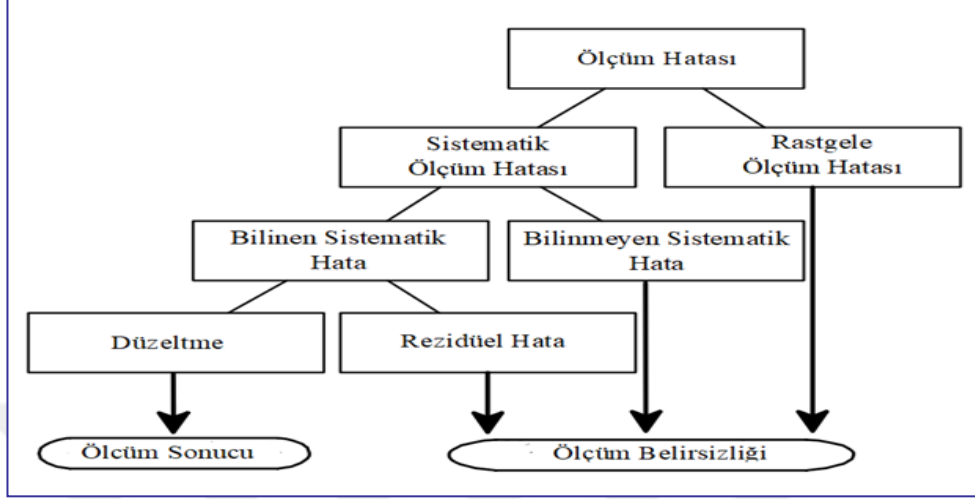 Ölçüm Hatası
Sistematik
Ölçüm Hatası
Rastgele
Ölçüm Hatası
Bilinen Sistematik
Hata
Bilinmeyen Sistematik
Hata
Düzeltme
Rezidüel Hata
Ölcüm Sonucu
Ölçüm Belirsizliği